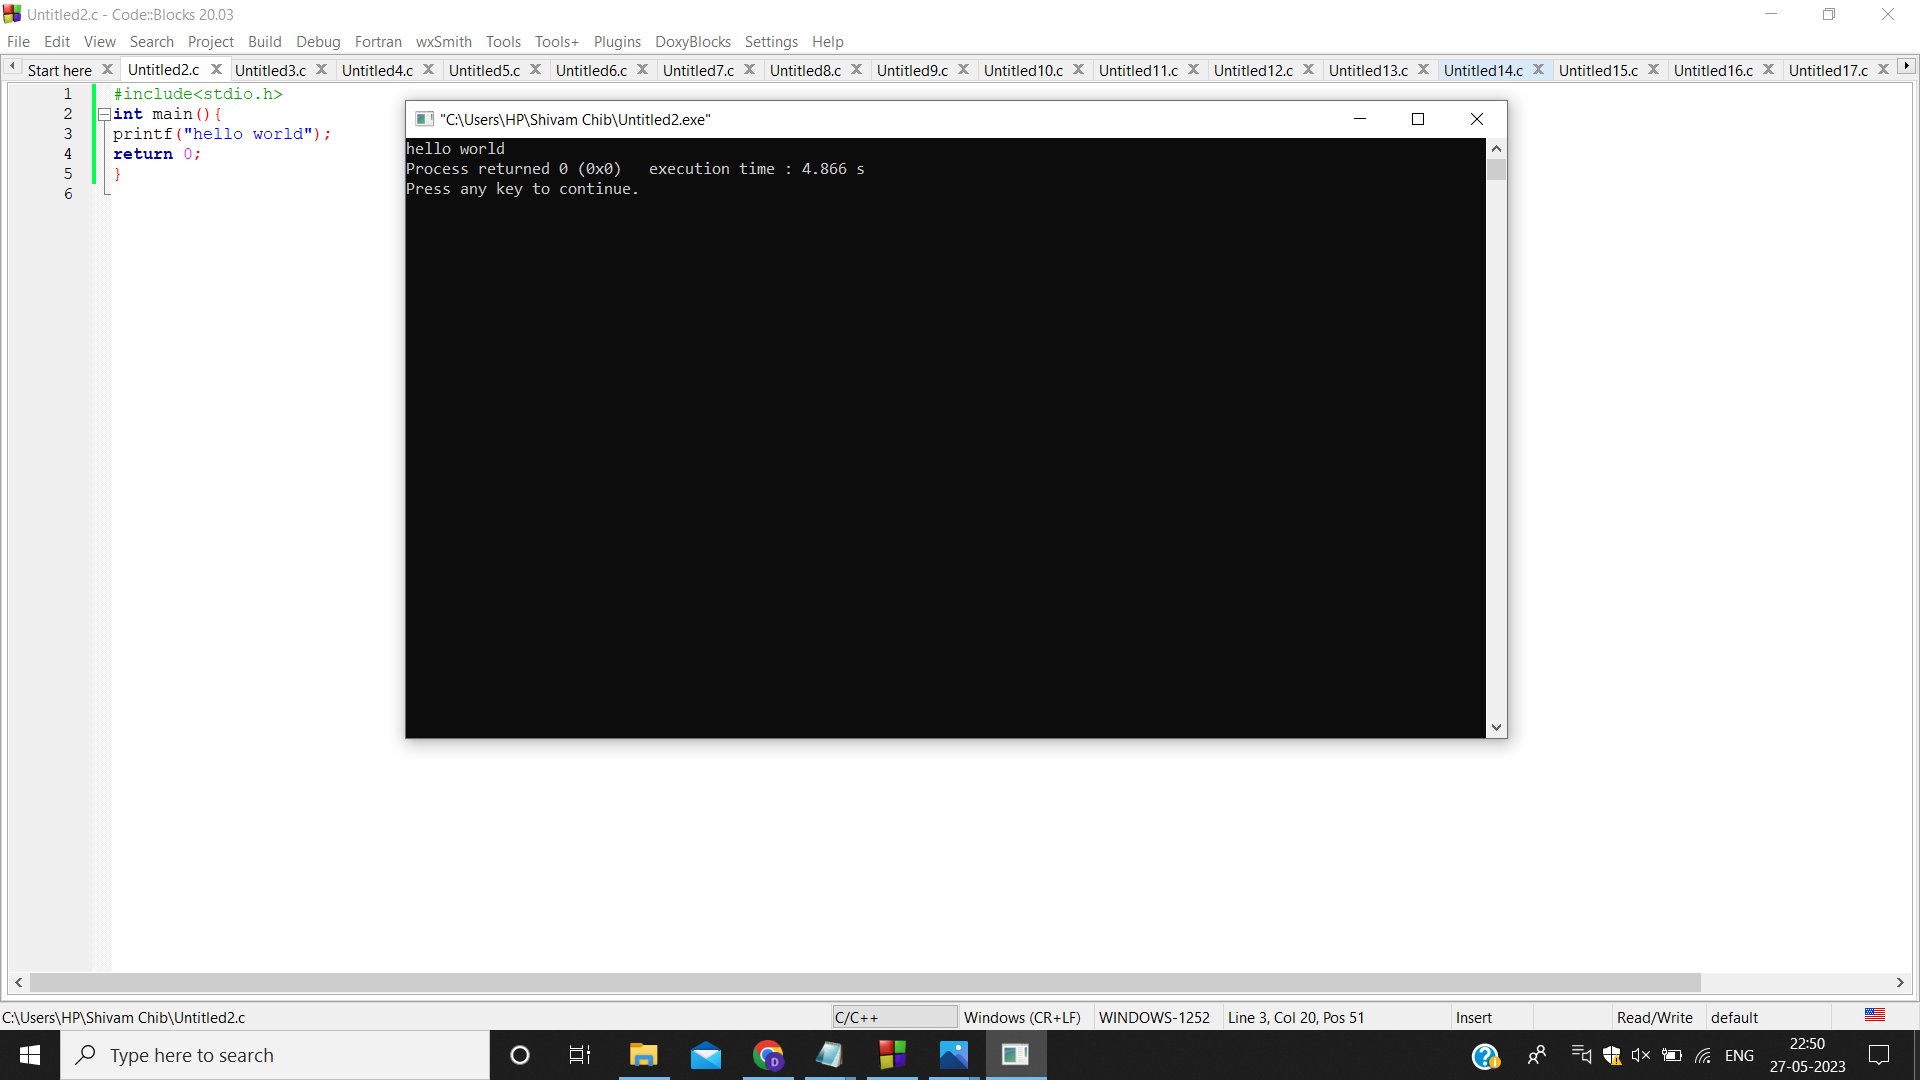 Untitled2.c - Code::Blocks 20.03
File Edit View Search Project Build Debug Fortran wxSmith Tools Tools+ Plugins DoxyBlocks Settings Help
Start here X Untitled2.c X Untitled3.c X Untitled4.c X Untitled5.c X Untitled6.c X Untitled7.c X Untitled8.c X Untitled9.c X Untitled10.c X Untitled11.c X Untitled12.c X Untitled13.c X Untitled14.c X Untitled15.c X Untitled16.c X Untitled17.c X
1 #include<stdio.h>
2 int main(){
3 printf("hello world");
4 return 0;
5 }
6
"C:\Users\HP\Shivam Chib\Untitled2.exe"
hello world
Process returned 0 (0x0)   execution time : 4.866 s
Press any key to continue.
C:\Users\HP\Shivam Chib\Untitled2.c C/C++ Windows (CR+LF) WINDOWS-1252 Line 3, Col 20, Pos 51 Insert Read/Write default
Type here to search
D
ENG
22:50
27-05-2023